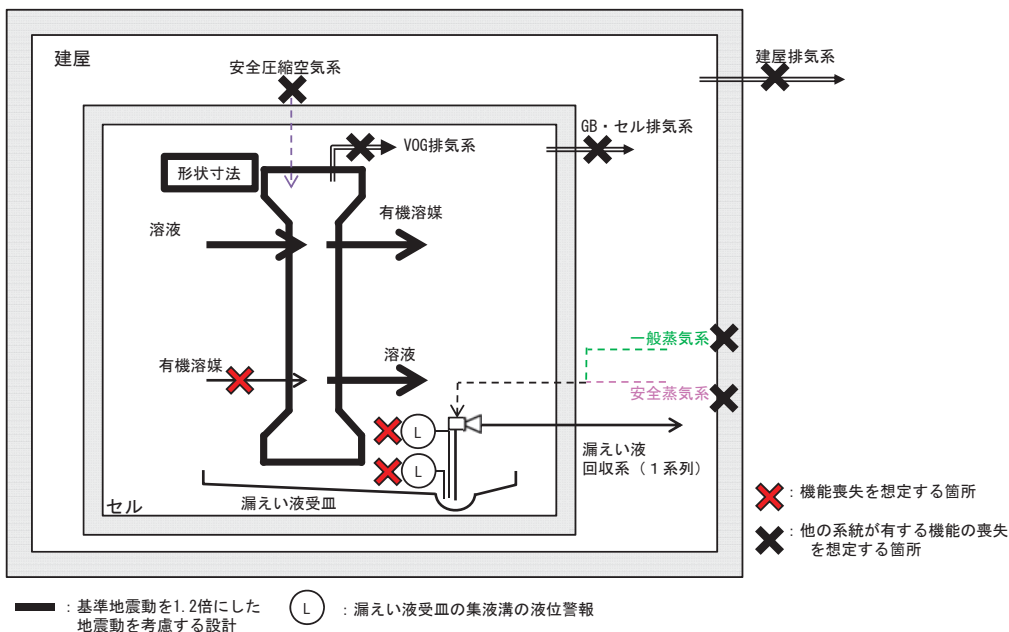 建屋
安全圧縮空気系
建屋排気系
GB・セル排気系
VOG排気系
形状寸法
溶液
有機溶媒
一般蒸気系
有機溶媒
溶液
安全蒸気系
L
L
漏えい液
回収系(1系列)
漏えい液受皿
セル
:機能喪失を想定する箇所
:他の系統が有する機能の喪失
を想定する箇所
:基準地震動を1.2倍にした
地震動を考慮する設計
L
:漏えい液受皿の集液溝の液位警報